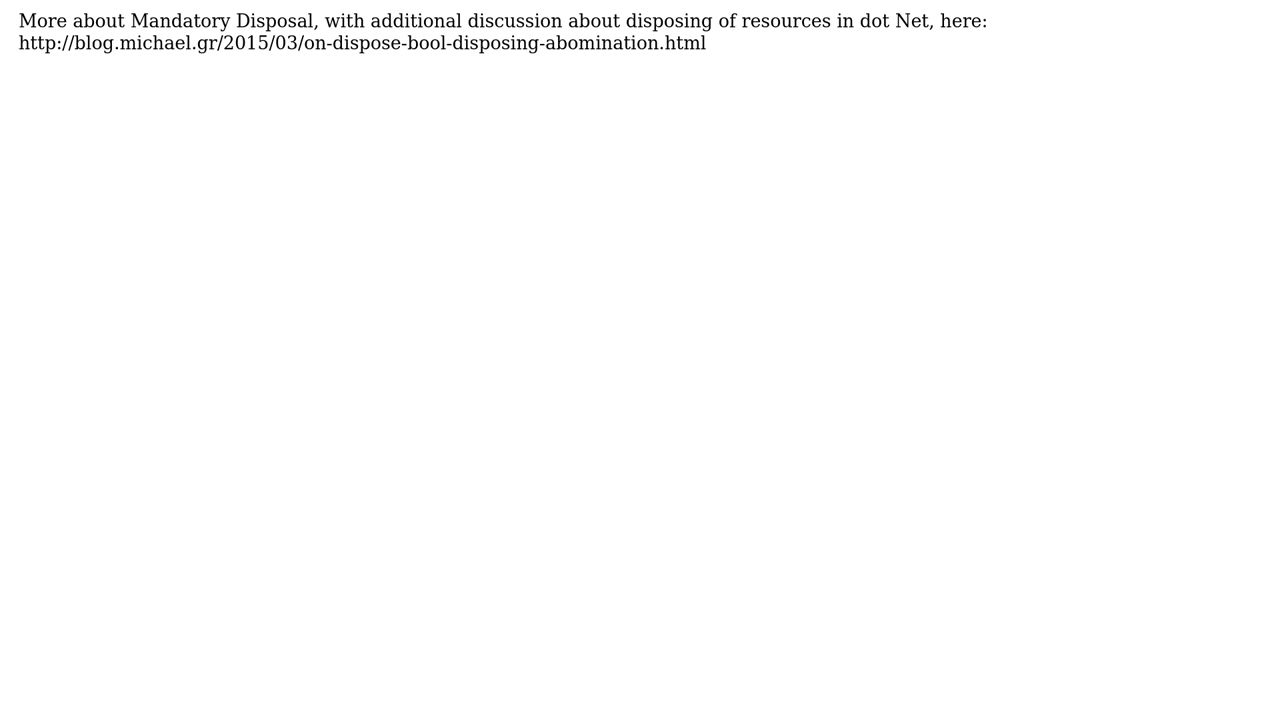 More about Mandatory Disposal, with additional discussion about disposing of resources in dot Net, here:
http://blog.michael.gr/2015/03/on-dispose-bool-disposing-abomination.html